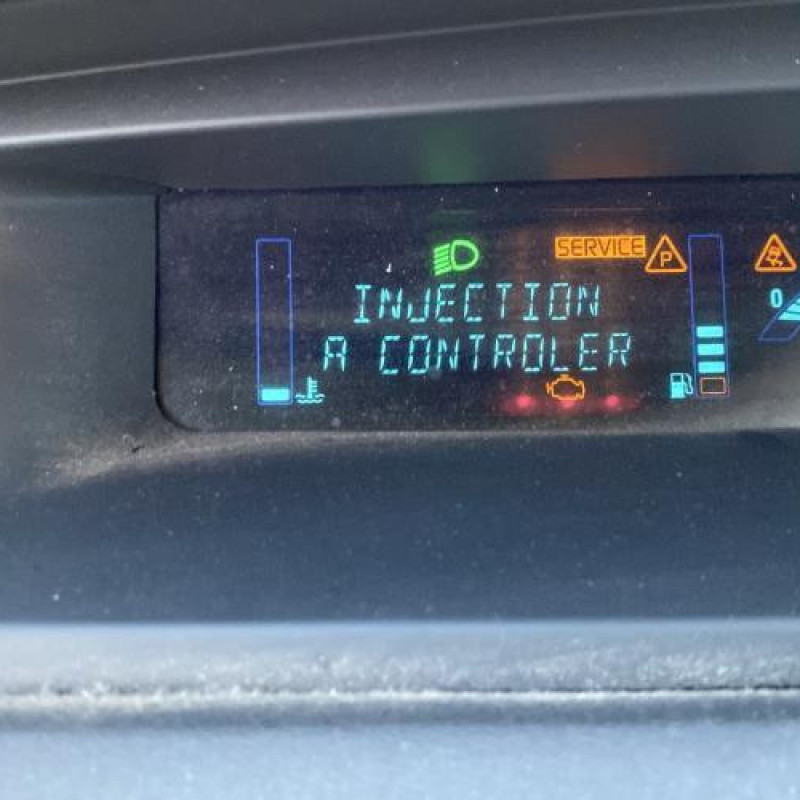 SERVICE
P
INJECTION
0
A CONTROLER